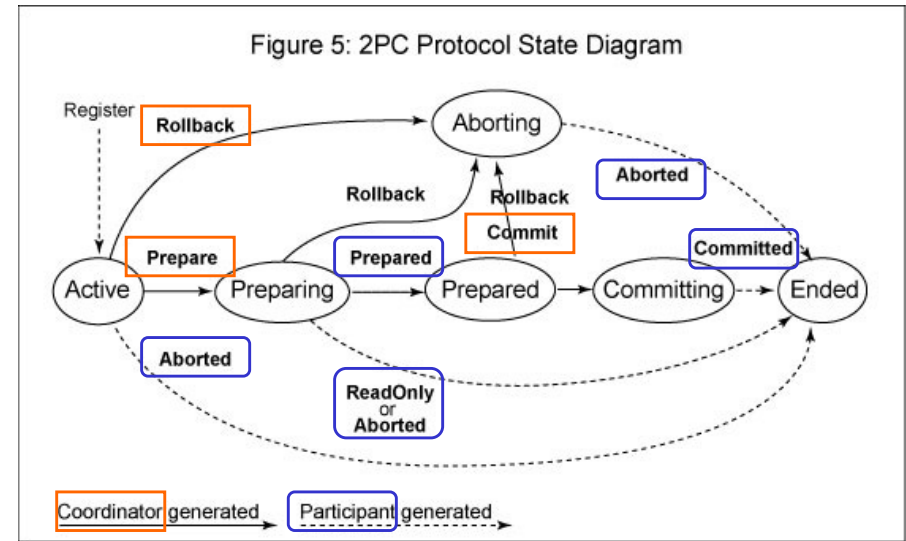 Figure 5: 2PC Protocol State Diagram
Register
Rollback
Aborting
Aborted
Rollback
Rollback
Commit
Prepare
Prepared
Committed
Active
Preparing
Prepared
Committing
Ended
Aborted
ReadOnly
or
Aborted
Coordinator generated
Participant generated